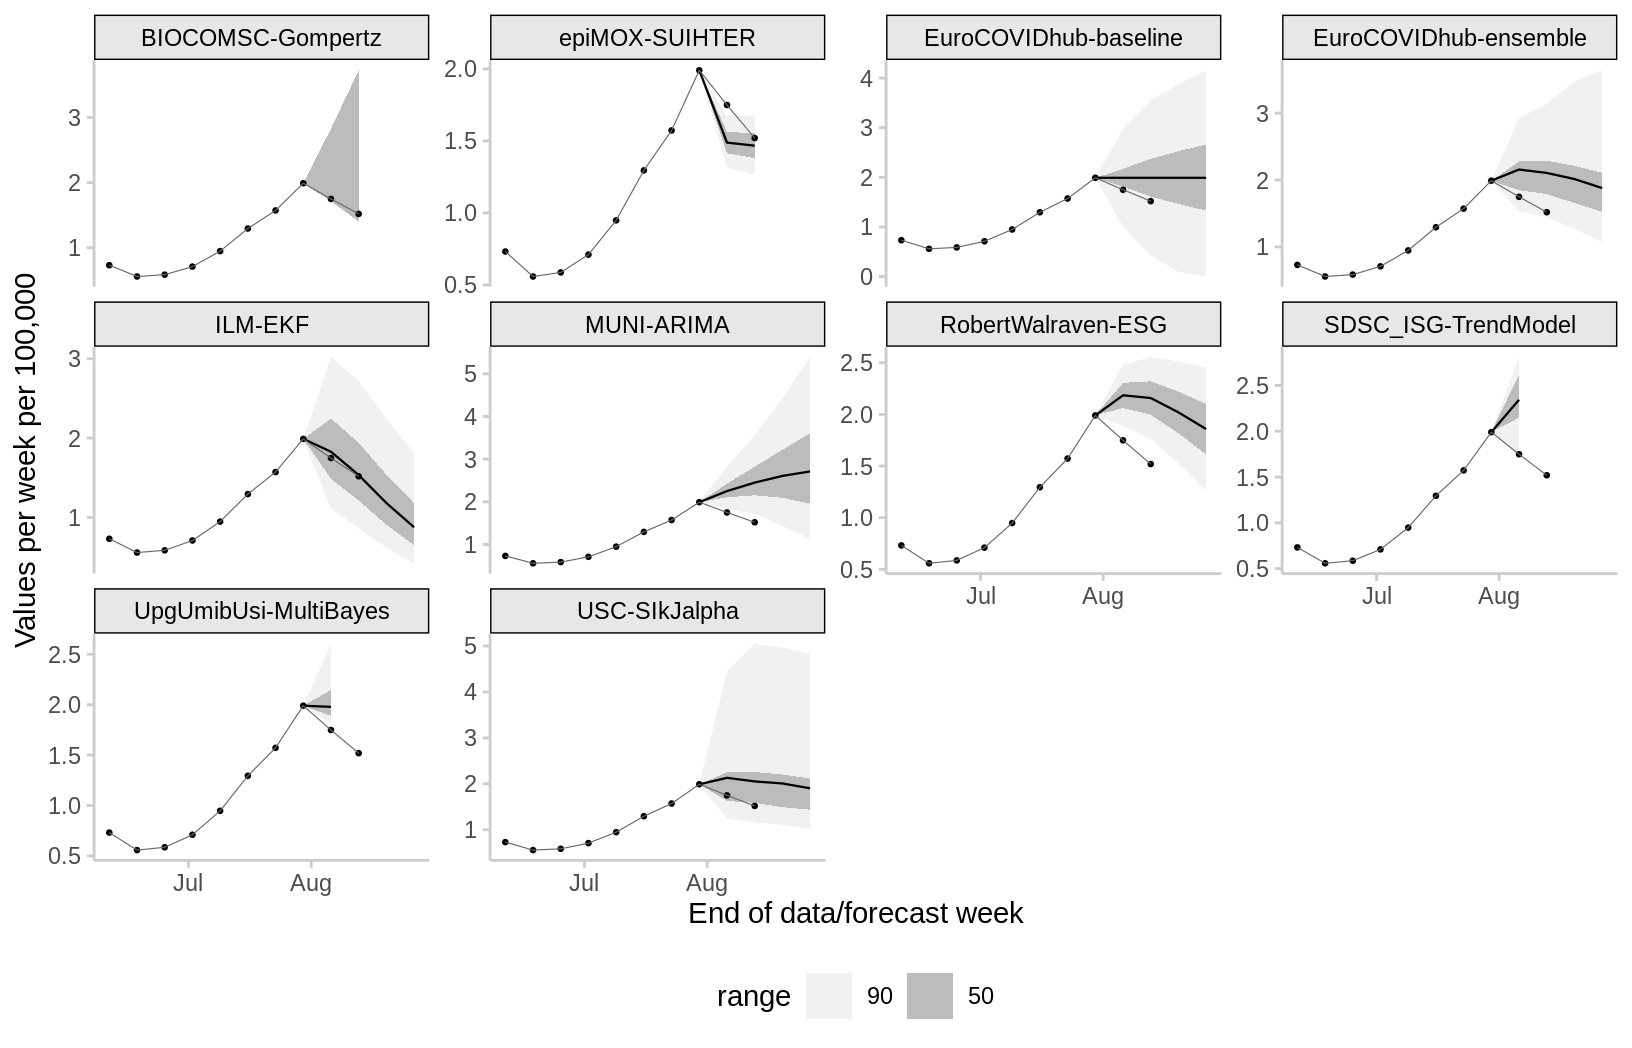 BIOCOMSC-Gompertz
epiMOX-SUIHTER
EuroCOVIDhub-baseline
EuroCOVIDhub-ensemble
3
2
1
2.0
1.5
1.0
0.5
4
3
2
1
0
3
2
1
Values per week per 100,000
ILM-EKF
MUNI-ARIMA
RobertWalraven-ESG
SDSC_ISG-TrendModel
3
2
1
5
4
3
2
1
2.5
2.0
1.5
1.0
0.5
Jul Aug
2.5
2.0
1.5
1.0
0.5
Jul Aug
UpgUmibUsi-MultiBayes
USC-SIkJalpha
2.5
2.0
1.5
1.0
0.5
Jul Aug
5
4
3
2
1
Jul Aug
End of data/forecast week
range 90 50